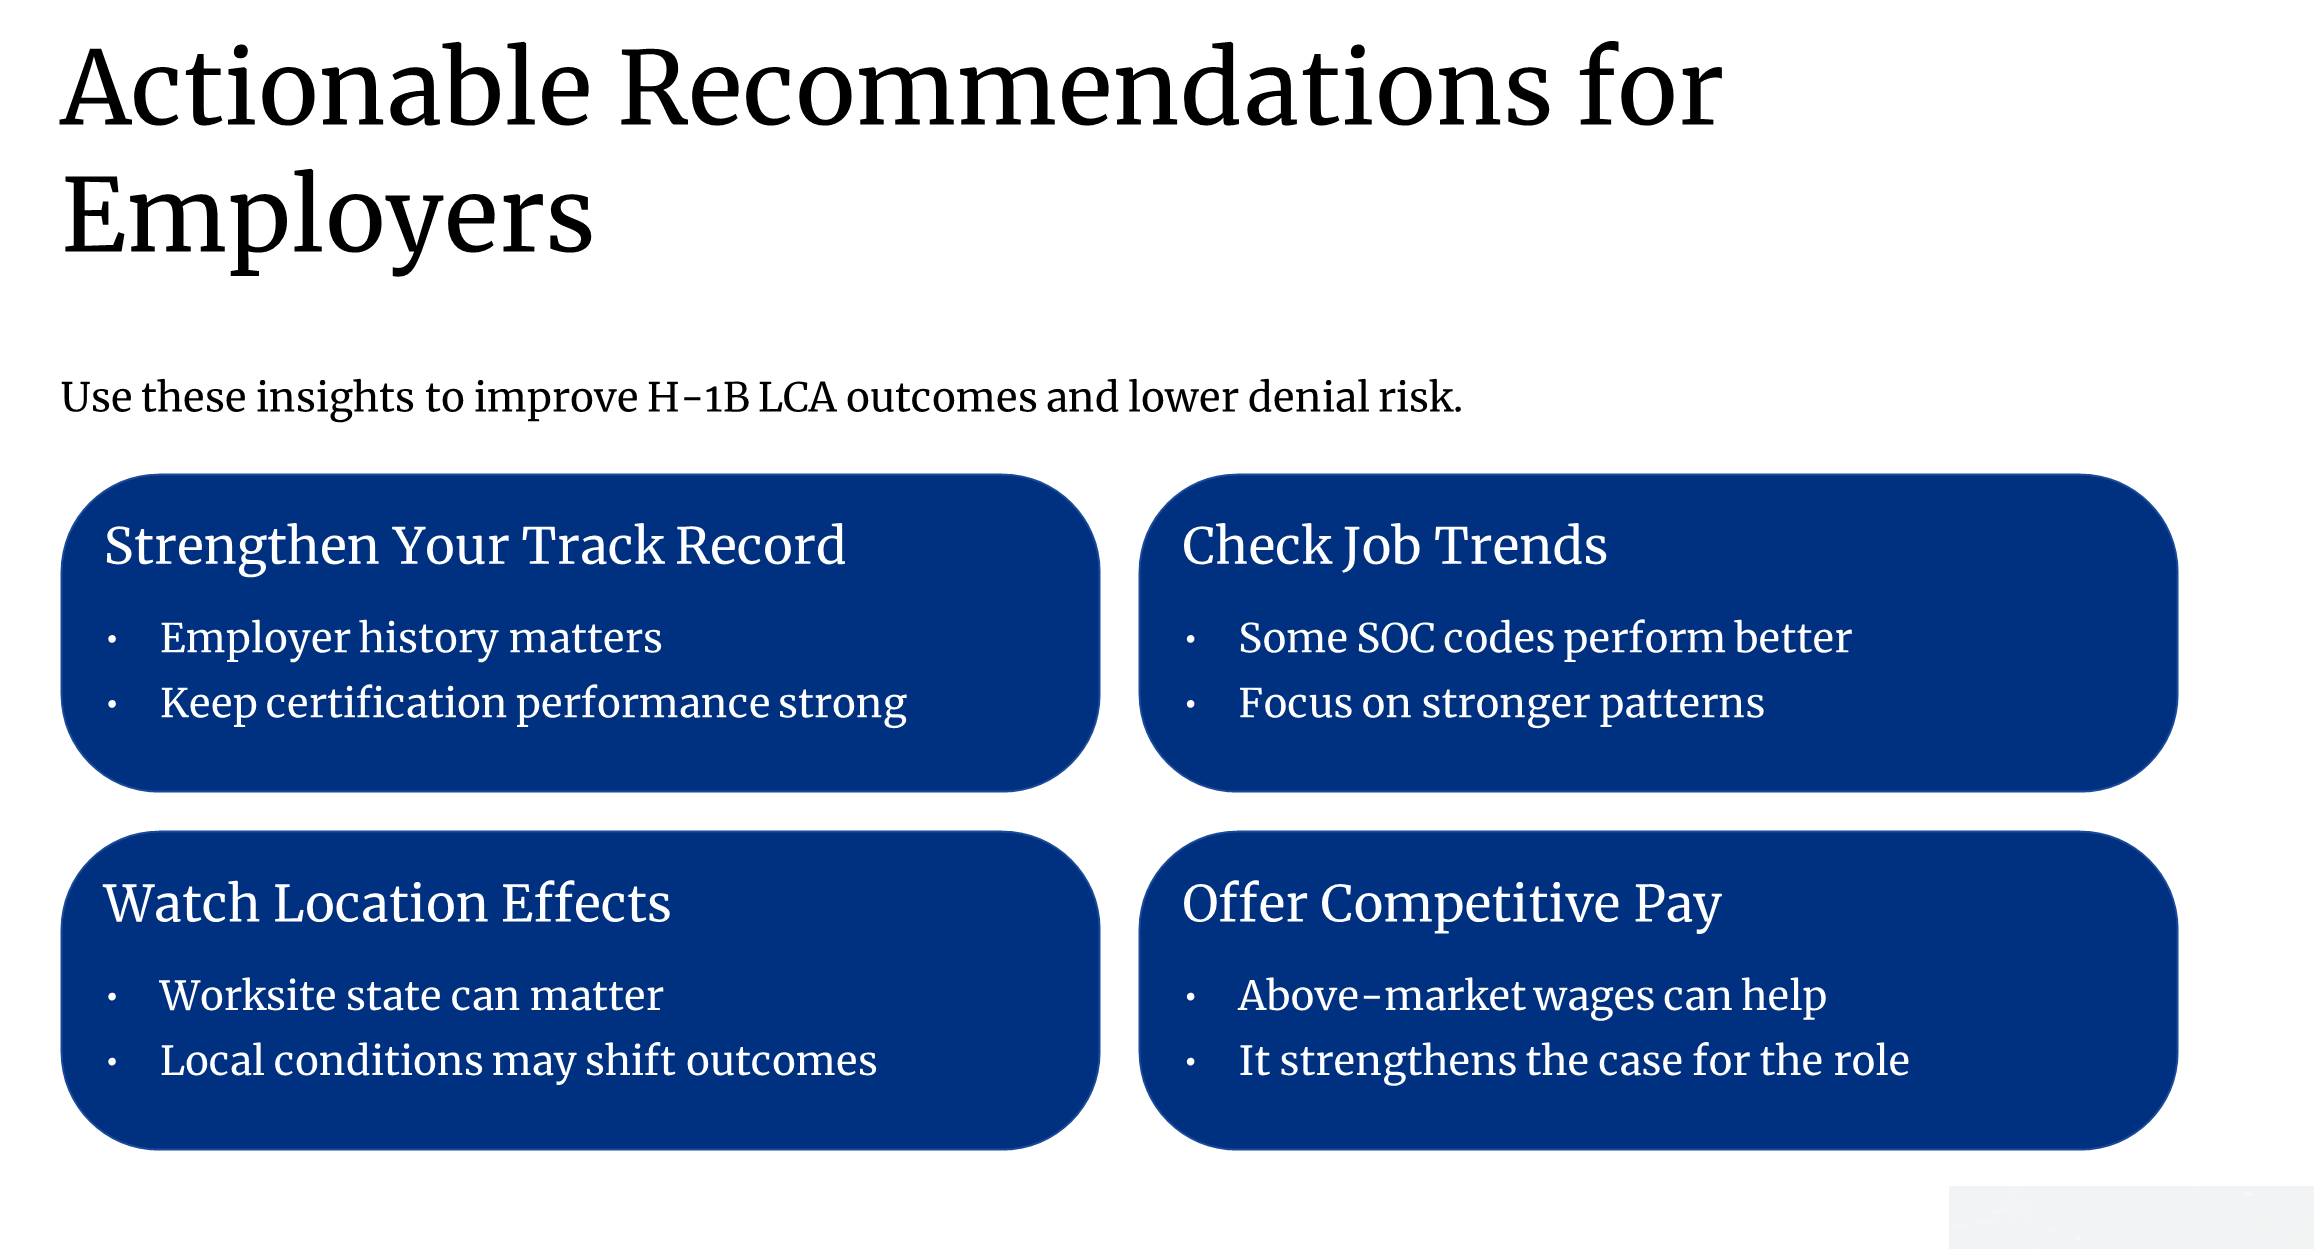 Actionable Recommendations for
Employers
Use these insights to improve H-1B LCA outcomes and lower denial risk.
Strengthen Your Track Record
• Employer history matters
• Keep certification performance strong
Check Job Trends
• Some SOC codes perform better
• Focus on stronger patterns
Watch Location Effects
• Worksite state can matter
• Local conditions may shift outcomes
Offer Competitive Pay
• Above-market wages can help
• It strengthens the case for the role